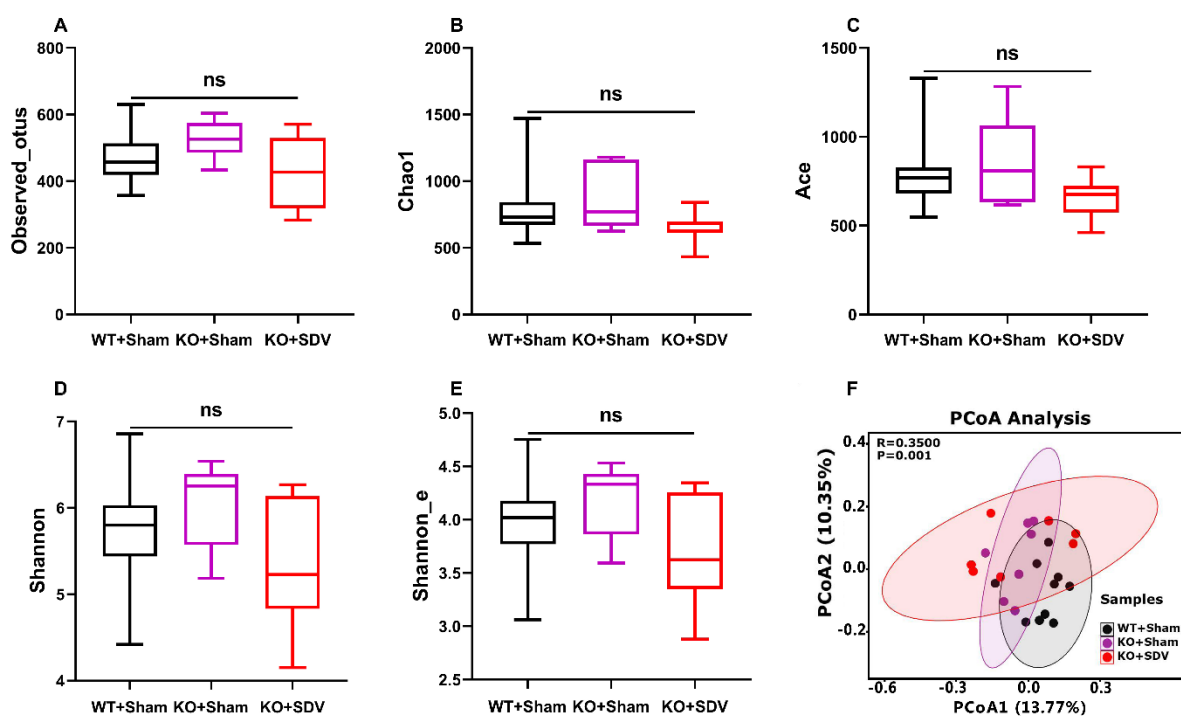 A
Observed_otus
800
600
400
200
0
ns
WT+Sham KO+Sham KO+SDV
B
Chao1
2000
1500
1000
500
0
ns
WT+Sham KO+Sham KO+SDV
C
Ace
1500
1000
500
0
ns
WT+Sham KO+Sham KO+SDV
D
Shannon
7
6
5
4
ns
WT+Sham KO+Sham KO+SDV
E
Shannon_e
5.0
4.5
4.0
3.5
3.0
2.5
ns
WT+Sham KO+Sham KO+SDV
F
PCoA Analysis
R=0.3500
P=0.001
PCoA2 (10.35%)
0.4
0.2
0.0
-0.2
Samples
WT+Sham
KO+Sham
KO+SDV
-0.6 -0.3 0.0 0.3
PCoA1 (13.77%)